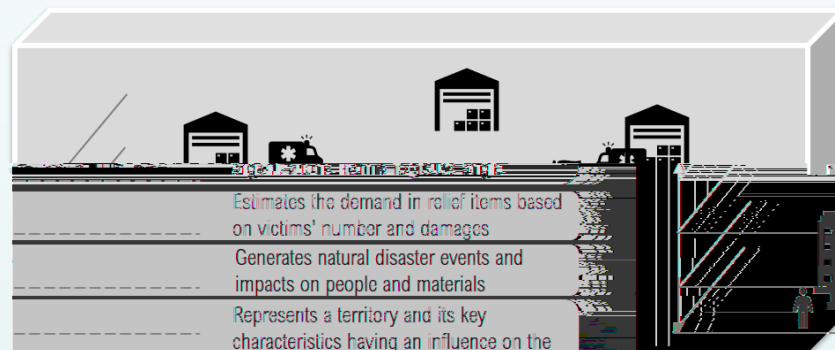 Estimates the demand in relief items based
on victims' number and damages
Generates natural disaster events and
impacts on people and materials
Represents a territory and its key
characteristics having an influence on the